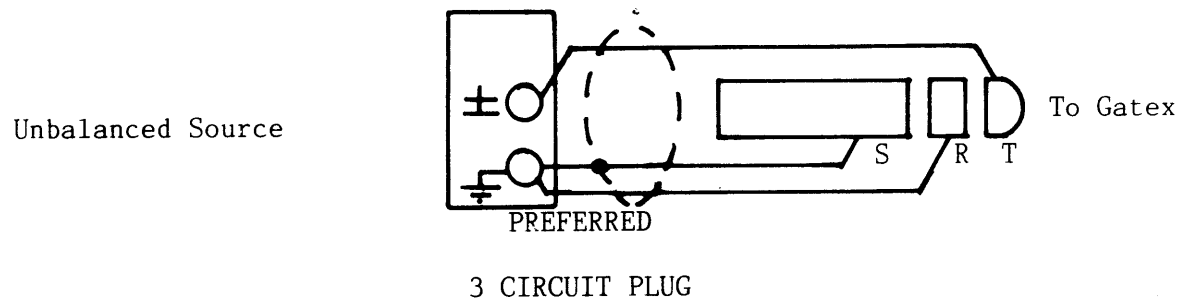 ±
Unbalanced Source
To Gatex
S R T
PREFERRED
3 CIRCUIT PLUG